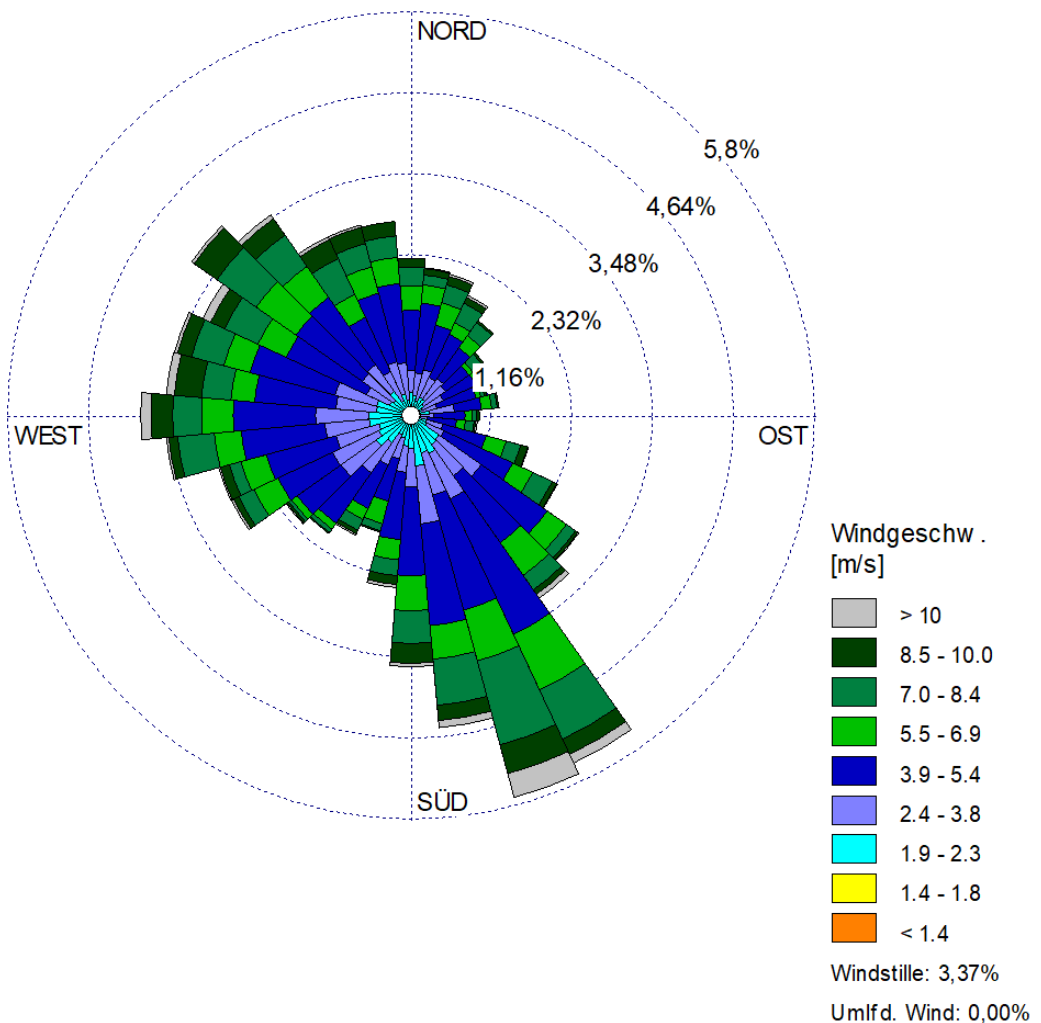 NORD
5,8%
4,64%
3,48%
2,32%
1,16%
WEST
OST
SÜD
Windgeschw .
[m/s]
> 10
8.5 - 10.0
7.0 - 8.4
5.5 - 6.9
3.9 - 5.4
2.4 - 3.8
1.9 - 2.3
1.4 - 1.8
< 1.4
Windstille: 3,37%
Umlfd. Wind: 0,00%